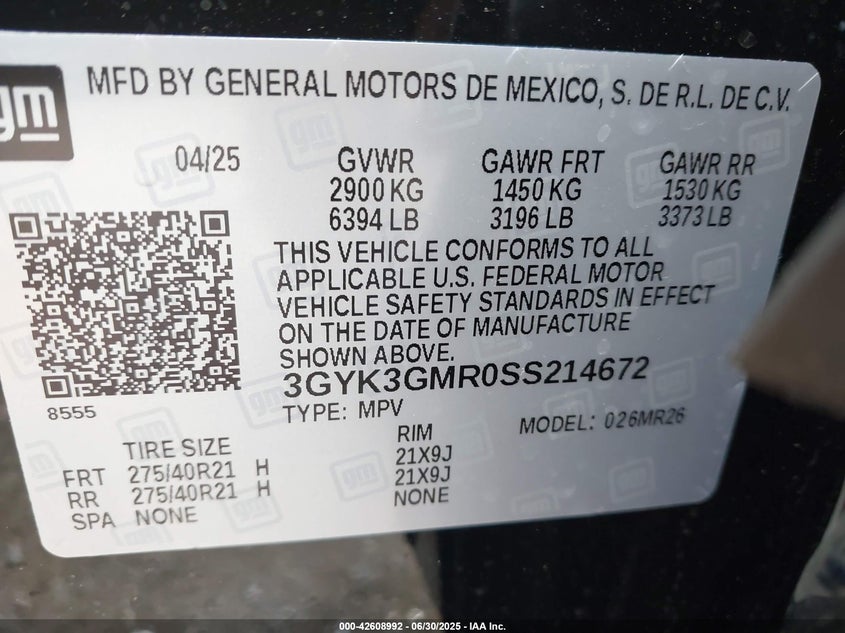 gm
MFD BY GENERAL MOTORS DE MEXICO, S. DE R.L. DE C.V.
04/25
GVWR
2900 KG
6394 LB
GAWR FRT
1450 KG
3196 LB
GAWR RR
1530 KG
3373 LB
THIS VEHICLE CONFORMS TO ALL
APPLICABLE U.S. FEDERAL MOTOR
VEHICLE SAFETY STANDARDS IN EFFECT
ON THE DATE OF MANUFACTURE
SHOWN ABOVE.
3GYK3GMR0SS214672
8555
TYPE: MPV
MODEL: 026MR26
TIRE SIZE
RIM
FRT 275/40R21 H 21X9J
RR 275/40R21 H 21X9J
SPA NONE NONE
000-42608992 - 06/30/2025 - IAA Inc.